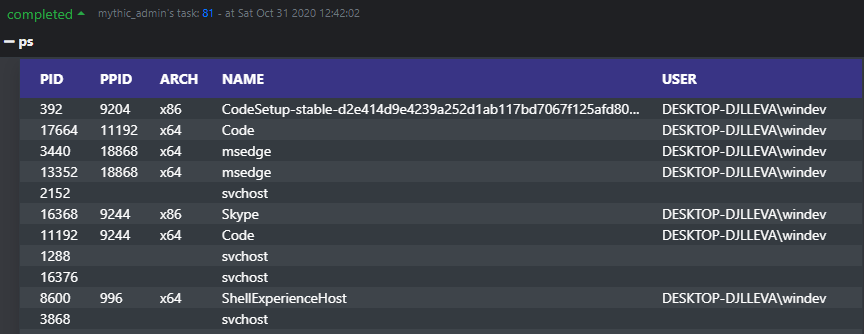 completed mythic_admin's task: 81 - at Sat Oct 31 2020 12:42:02
ps
PID PPID ARCH NAME USER
392 9204 x86 CodeSetup-stable-d2e414d9e4239a252d1ab117bd7067f125afd80... DESKTOP-DJLLEVA\windev
17664 11192 x64 Code DESKTOP-DJLLEVA\windev
3440 18868 x64 msedge DESKTOP-DJLLEVA\windev
13352 18868 x64 msedge DESKTOP-DJLLEVA\windev
2152 svchost
16368 9244 x86 Skype DESKTOP-DJLLEVA\windev
11192 9244 x64 Code DESKTOP-DJLLEVA\windev
1288 svchost
16376 svchost
8600 996 x64 ShellExperienceHost DESKTOP-DJLLEVA\windev
3868 svchost